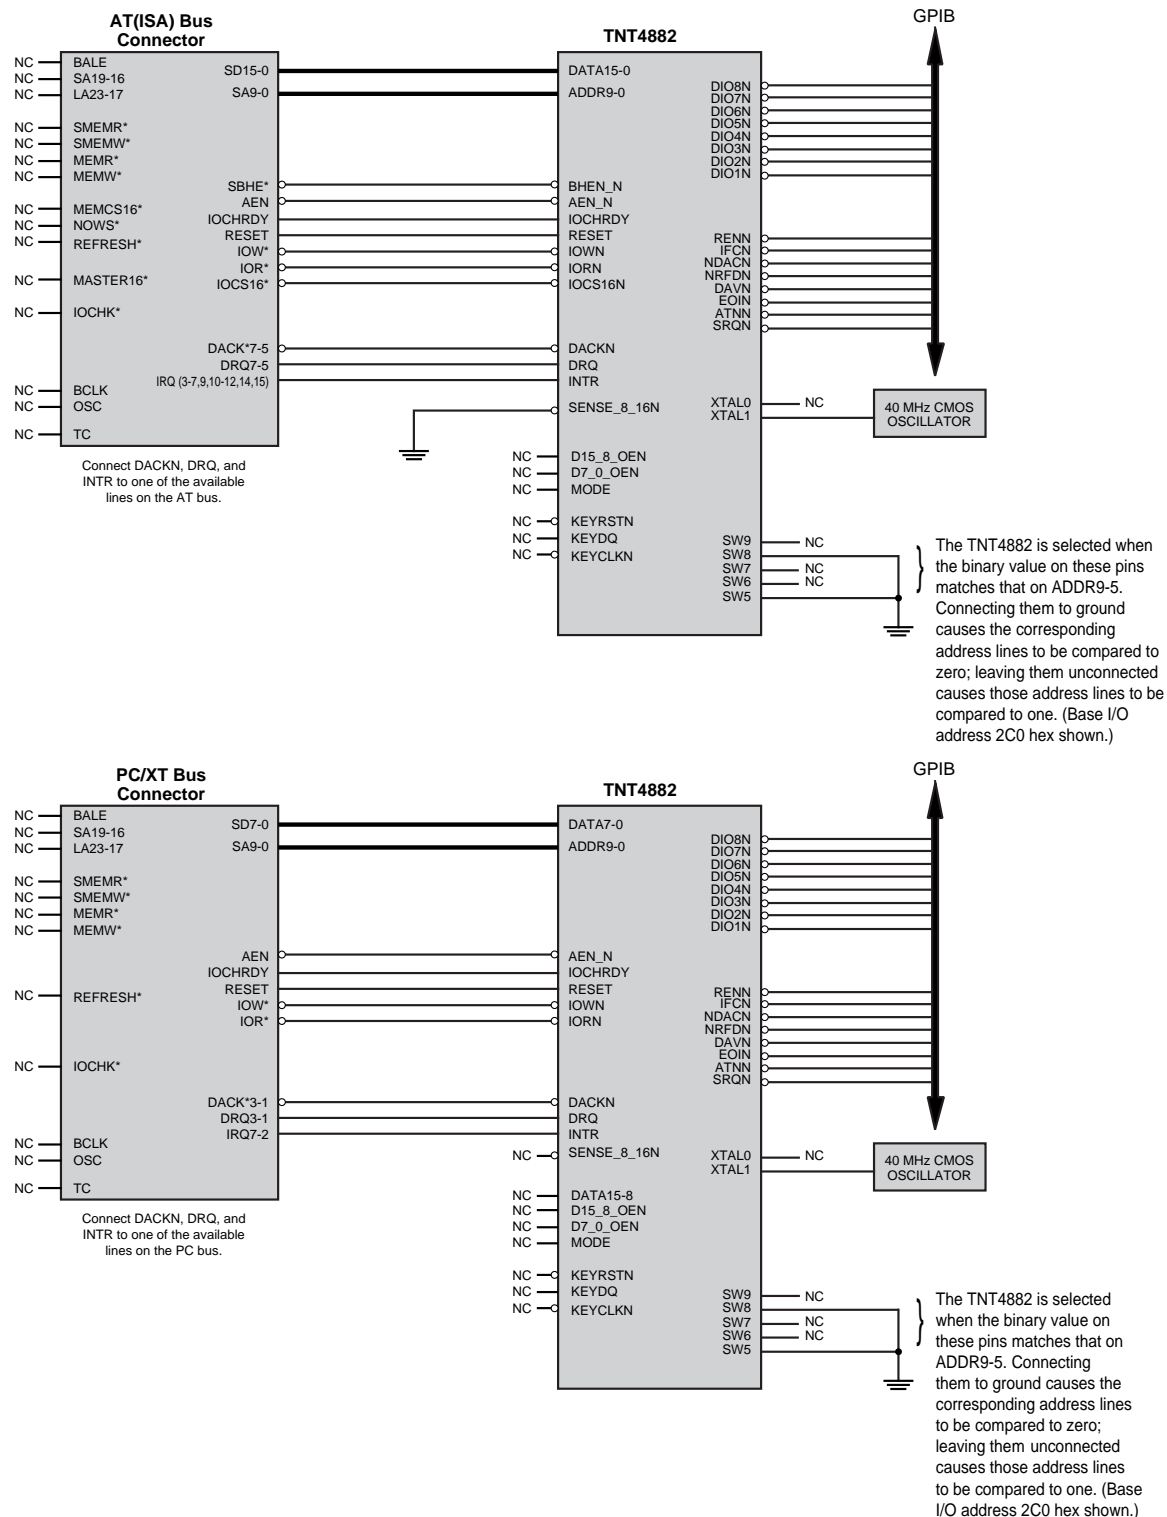 AT(ISA) Bus
Connector
TNT4882
GPIB
NC
BALE
NC
SA19-16
NC
LA23-17
NC
SMEMR*
NC
SMEMW*
NC
MEMR*
NC
MEMW*
NC
MEMCS16*
NC
NOWS*
NC
REFRESH*
NC
MASTER16*
NC
IOCHK*
NC
BCLK
NC
OSC
NC
TC
SD15-0
SA9-0
SBHE*
AEN
IOCHRDY
RESET
IOW*
IOR*
IOCS16*
DACK*7-5
DRQ7-5
IRQ (3-7,9,10-12,14,15)
Connect DACKN, DRQ, and
INTR to one of the available
lines on the AT bus.
DATA15-0
ADDR9-0
BHEN_N
AEN_N
IOCHRDY
RESET
IOWN
IORN
IOCS16N
DACKN
DRQ
INTR
SENSE_8_16N
NC
D15_8_OEN
NC
D7_0_OEN
NC
MODE
NC
KEYRSTN
NC
KEYDQ
NC
KEYCLKN
DIO8N
DIO7N
DIO6N
DIO5N
DIO4N
DIO3N
DIO2N
DIO1N
RENN
IFCN
NDACN
NRFDN
DAVN
EOIN
ATNN
SRQN
XTAL0
NC
XTAL1
40 MHz CMOS
OSCILLATOR
SW9
NC
SW8
SW7
NC
SW6
NC
SW5
The TNT4882 is selected when
the binary value on these pins
matches that on ADDR9-5.
Connecting them to ground
causes the corresponding
address lines to be compared to
zero; leaving them unconnected
causes those address lines to be
compared to one. (Base I/O
address 2C0 hex shown.)
PC/XT Bus
Connector
TNT4882
GPIB
NC
BALE
NC
SA19-16
NC
LA23-17
NC
SMEMR*
NC
SMEMW*
NC
MEMR*
NC
MEMW*
NC
REFRESH*
NC
IOCHK*
NC
BCLK
NC
OSC
NC
TC
SD7-0
SA9-0
AEN
IOCHRDY
RESET
IOW*
IOR*
DACK*3-1
DRQ3-1
IRQ7-2
Connect DACKN, DRQ, and
INTR to one of the available
lines on the PC bus.
DATA7-0
ADDR9-0
AEN_N
IOCHRDY
RESET
IOWN
IORN
DACKN
DRQ
INTR
NC
SENSE_8_16N
NC
DATA15-8
NC
D15_8_OEN
NC
D7_0_OEN
NC
MODE
NC
KEYRSTN
NC
KEYDQ
NC
KEYCLKN
DIO8N
DIO7N
DIO6N
DIO5N
DIO4N
DIO3N
DIO2N
DIO1N
RENN
IFCN
NDACN
NRFDN
DAVN
EOIN
ATNN
SRQN
XTAL0
NC
XTAL1
40 MHz CMOS
OSCILLATOR
SW9
NC
SW8
SW7
NC
SW6
NC
SW5
The TNT4882 is selected
when the binary value on
these pins matches that on
ADDR9-5. Connecting
them to ground causes the
corresponding address lines
to be compared to zero;
leaving them unconnected
causes those address lines
to be compared to one. (Base
I/O address 2C0 hex shown.)